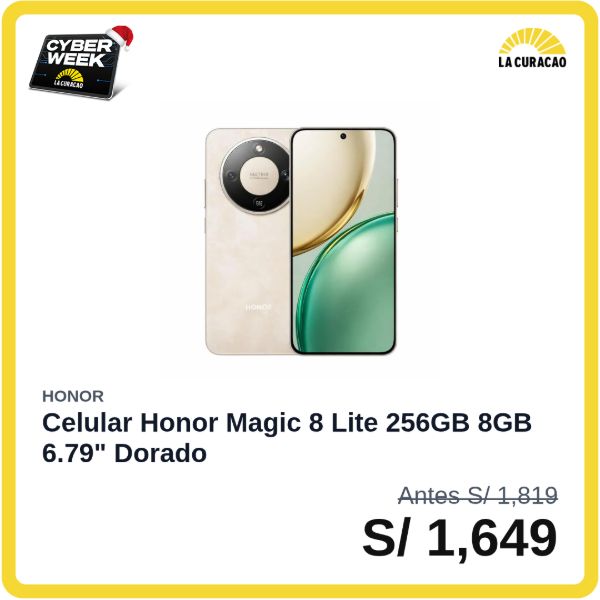 CYBER
WEEK
LA CURACAO
LA CURACAO
HONOR
HONOR
Celular Honor Magic 8 Lite 256GB 8GB
6.79" Dorado
Antes S/ 1,819
S/ 1,649